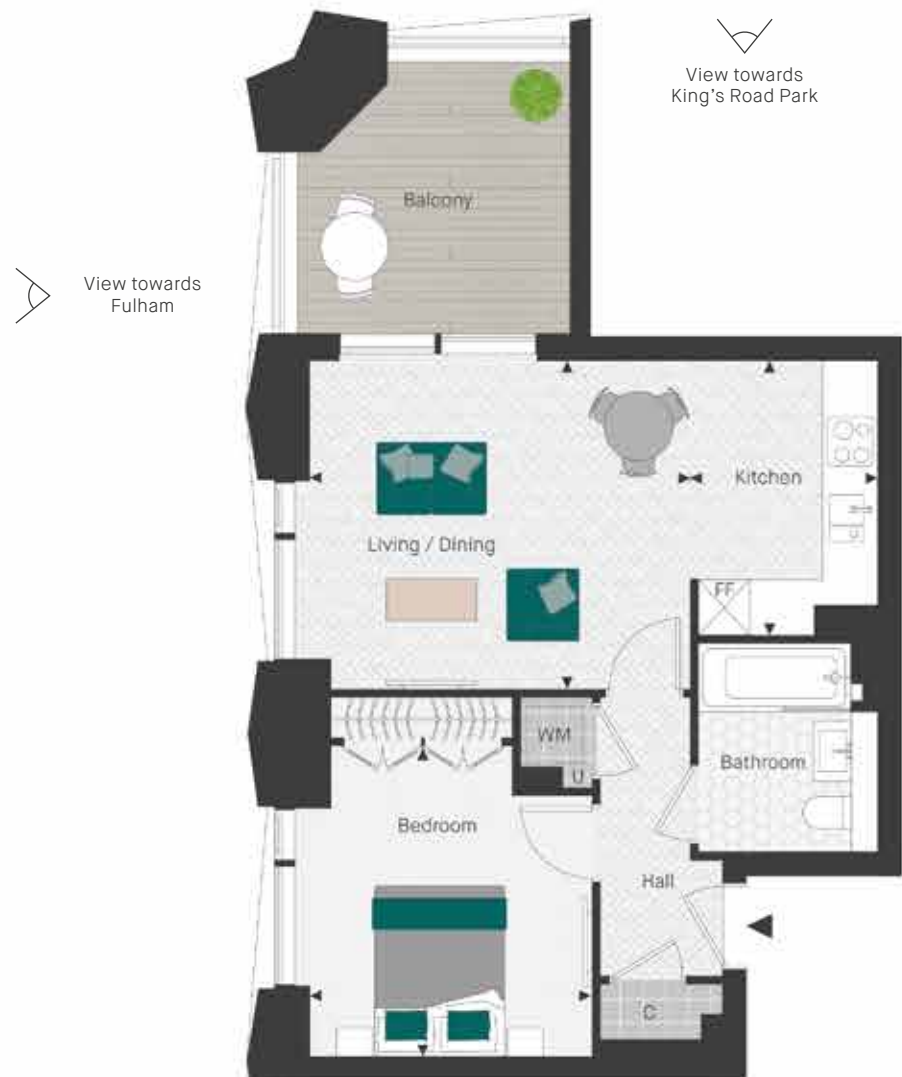 View towards
King's Road Park
Balcony
View towards
Fulham
Kitchen
Living / Dining
FF
WM
U
Bathroom
Bedroom
Hall
C